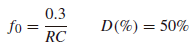 f₀ = 0.3/RC    D(%) = 50%